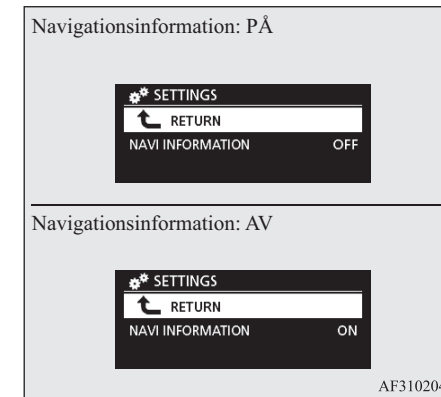 Navigationsinformation: PÅ
SETTINGS
RETURN
NAVI INFORMATION OFF
Navigationsinformation: AV
SETTINGS
RETURN
NAVI INFORMATION ON
AF310204